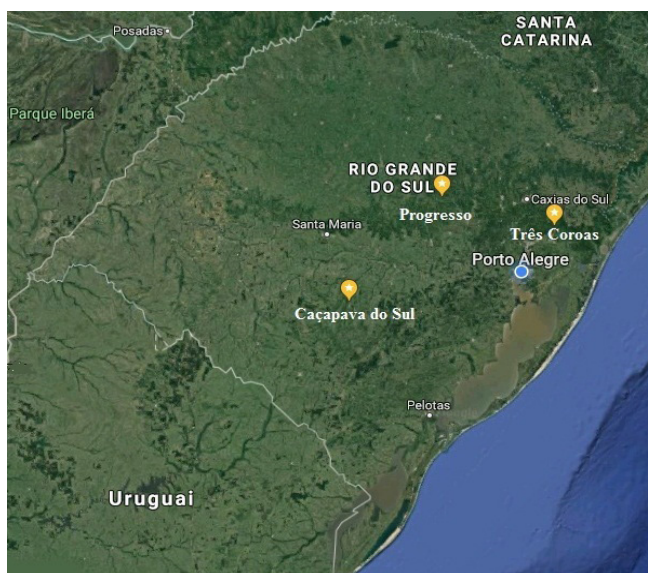 SANTA
CATARINA
Posadas
Parque Iberá
RIO GRANDE
DO SUL
Caxias do Sul
Progresso
Santa Maria
Três Coroas
Porto Alegre
Caçapava do Sul
Pelotas
Uruguai